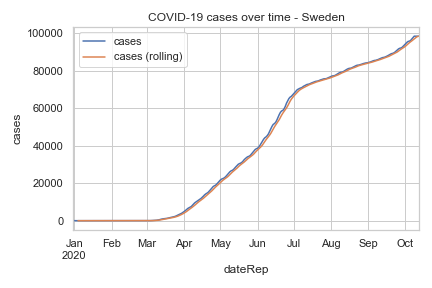 COVID-19 cases over time - Sweden
cases
cases (rolling)
100000
80000
60000
40000
20000
0
cases
Jan Feb Mar Apr May Jun Jul Aug Sep Oct
2020
dateRep